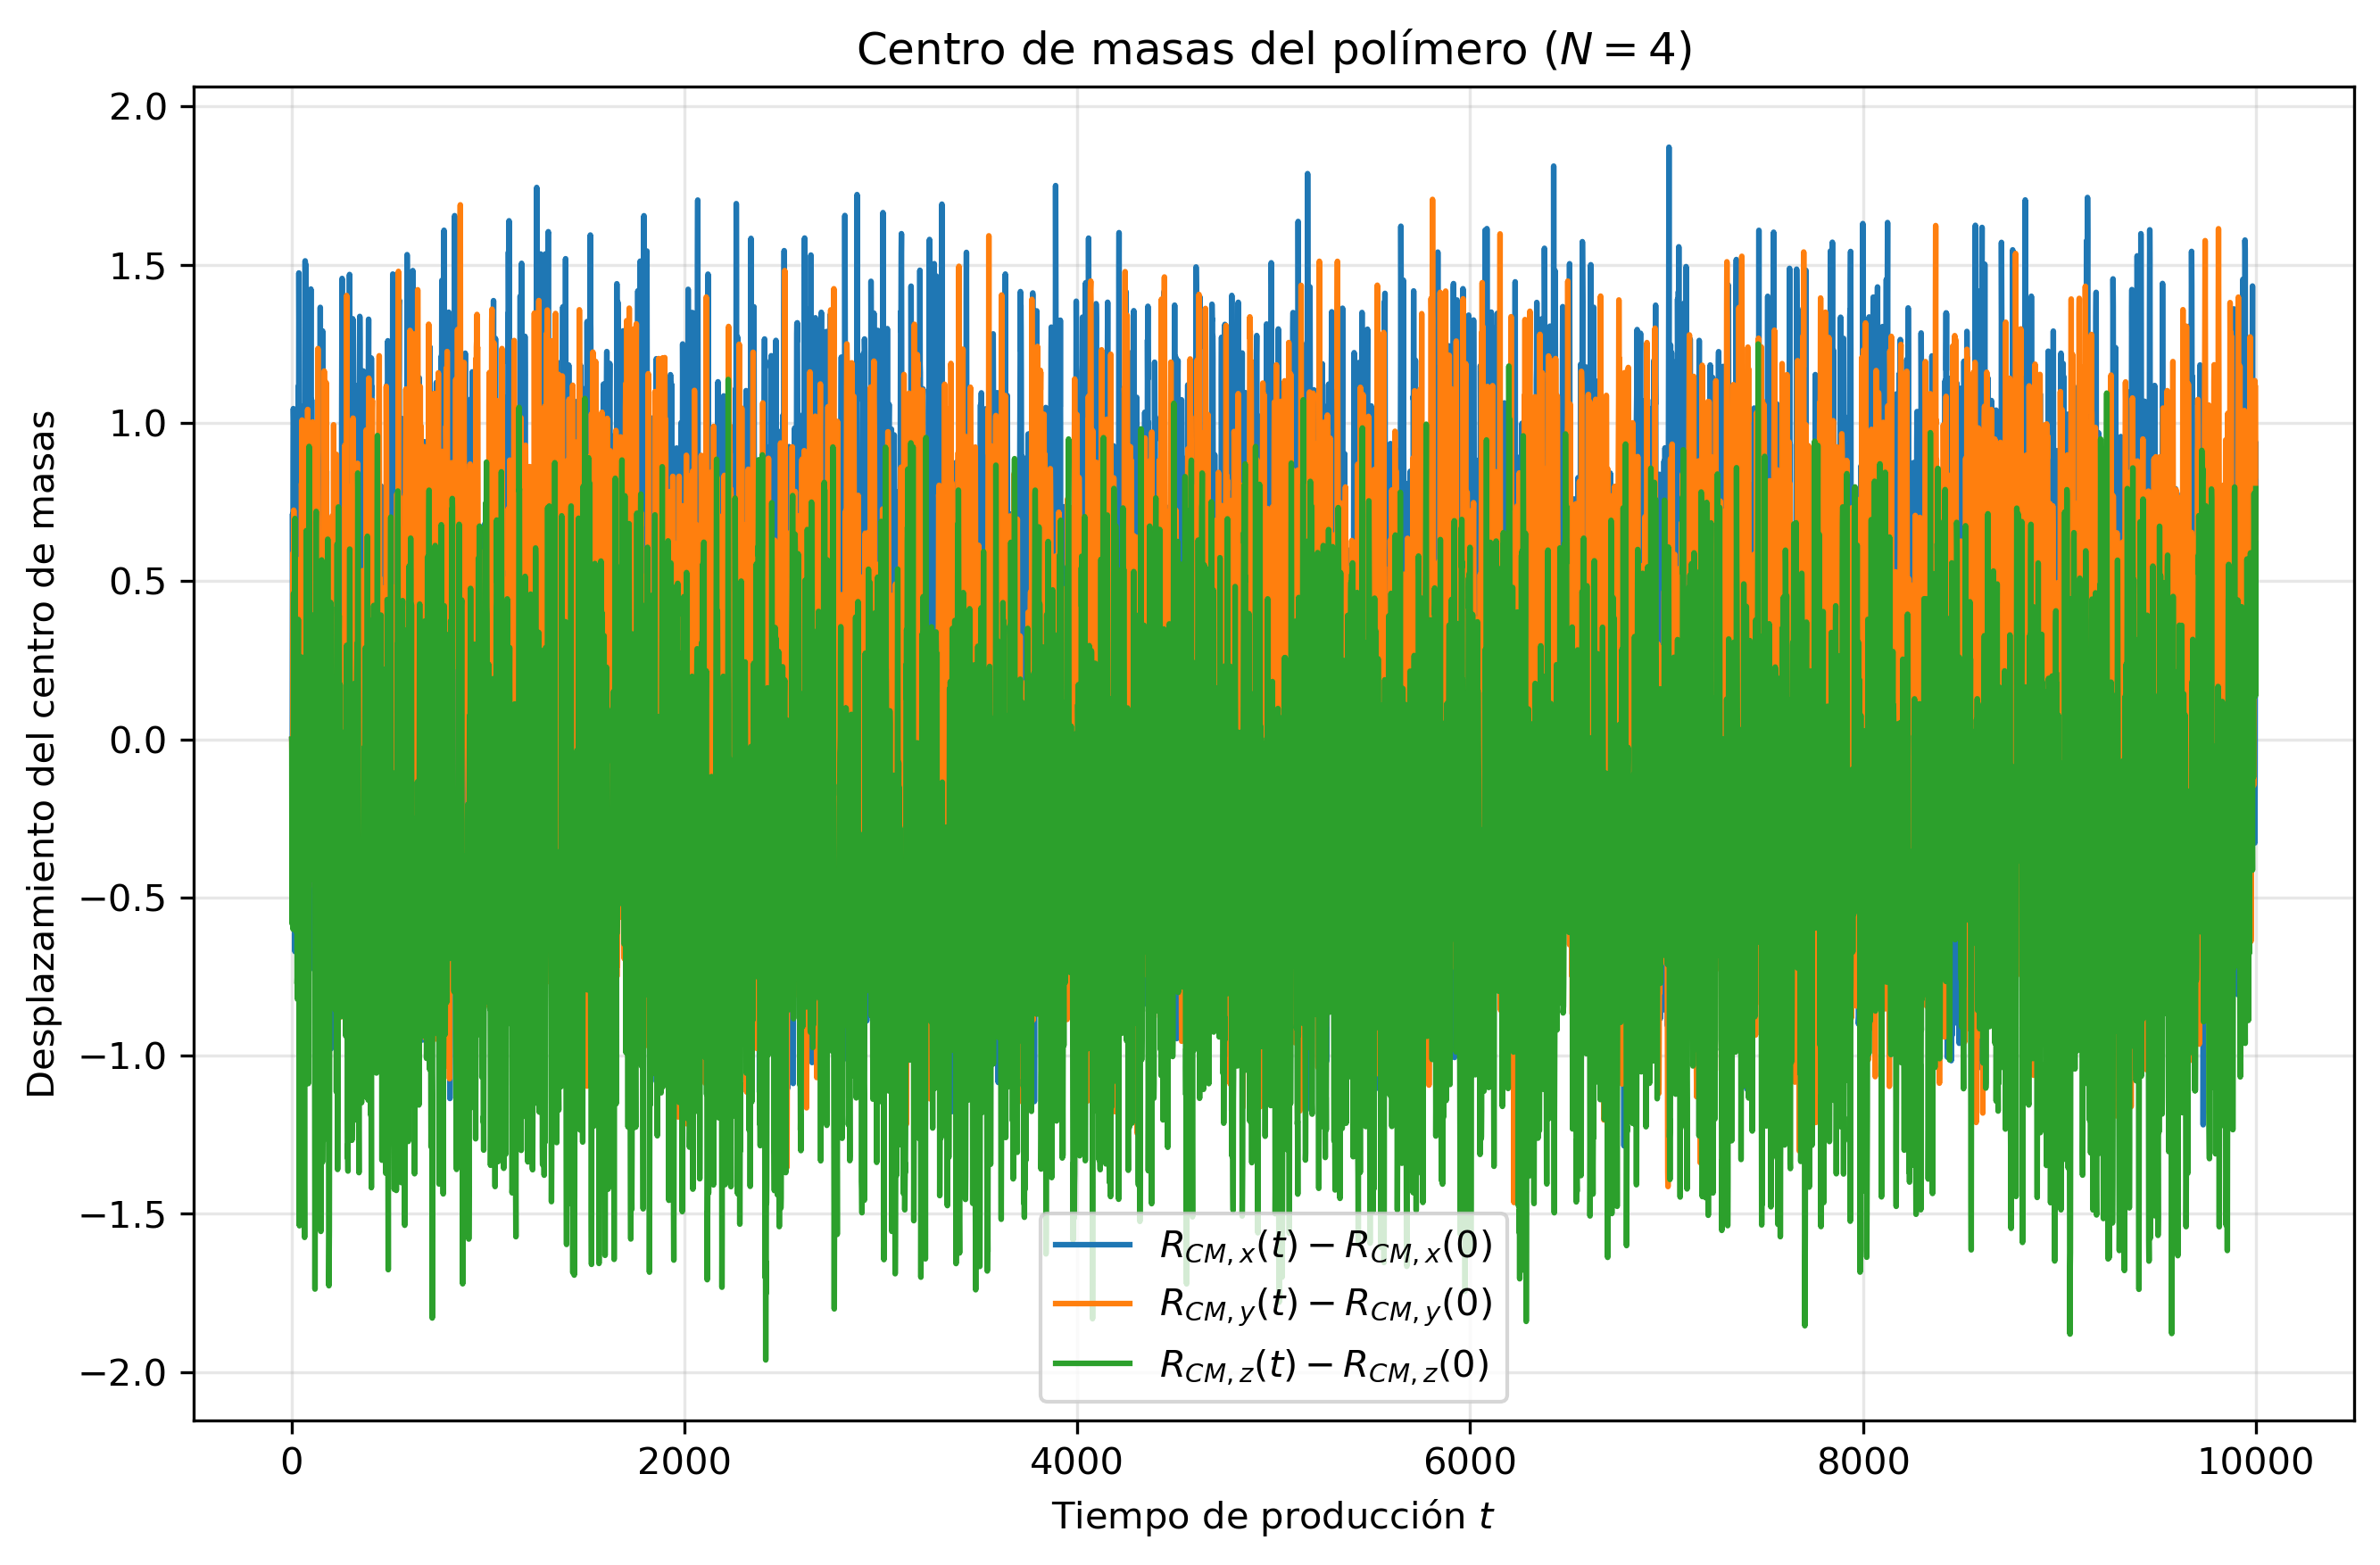 Centro de masas del polímero (N = 4)
Desplazamiento del centro de masas
2.0
1.5
1.0
0.5
0.0
−0.5
−1.0
−1.5
−2.0
R_{CM,x}(t) − R_{CM,x}(0)
R_{CM,y}(t) − R_{CM,y}(0)
R_{CM,z}(t) − R_{CM,z}(0)
0 2000 4000 6000 8000 10000
Tiempo de producción t